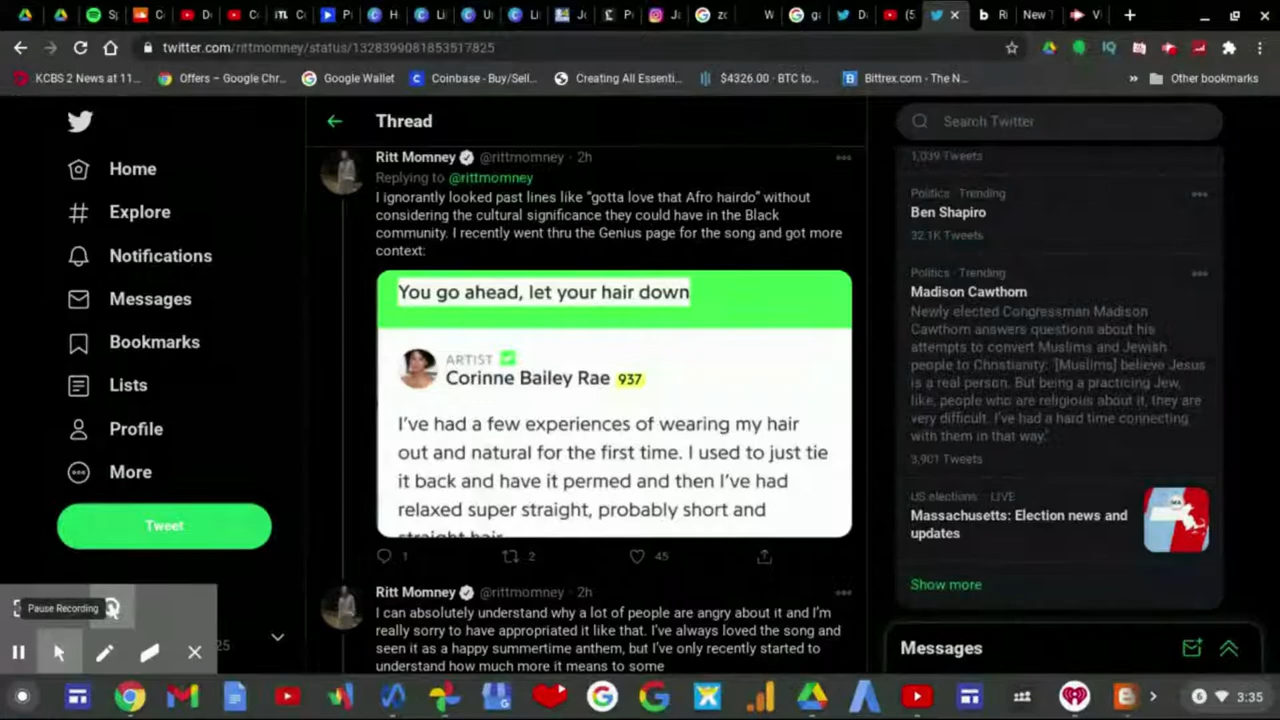 twitter.com/rittmomney/status/1328399081853517825
KCBS 2 News at 11...
Offers – Google Chr...
Google Wallet
Coinbase - Buy/Sell...
Creating All Essenti...
$4326.00 · BTC to...
Bittrex.com - The N...
Other bookmarks
Home
Explore
Notifications
Messages
Bookmarks
Lists
Profile
More
Tweet
Pause Recording
25
Thread
Ritt Momney @rittmomney · 2h
Replying to @rittmomney
I ignorantly looked past lines like “gotta love that Afro hairdo” without
considering the cultural significance they could have in the Black
community. I recently went thru the Genius page for the song and got more
context:
You go ahead, let your hair down
ARTIST
Corinne Bailey Rae 937
I’ve had a few experiences of wearing my hair
out and natural for the first time. I used to just tie
it back and have it permed and then I’ve had
relaxed super straight, probably short and
straight hair
1 2 45
Ritt Momney @rittmomney · 2h
I can absolutely understand why a lot of people are angry about it and I’m
really sorry to have appropriated it like that. I’ve always loved the song and
seen it as a happy summertime anthem, but I’ve only recently started to
understand how much more it means to some
Search Twitter
1,039 Tweets
Politics · Trending
Ben Shapiro
32.1K Tweets
Politics · Trending
Madison Cawthorn
Newly elected Congressman Madison
Cawthorn answers questions about his
attempts to convert Muslims and Jewish
people to Christianity: '[Muslims] believe Jesus
is a real person. But being a practicing Jew,
like, people who are religious about it, they are
very difficult. I’ve had a hard time connecting
with them in that way.'
3,901 Tweets
US elections · LIVE
Massachusetts: Election news and
updates
Show more
Messages
3:35